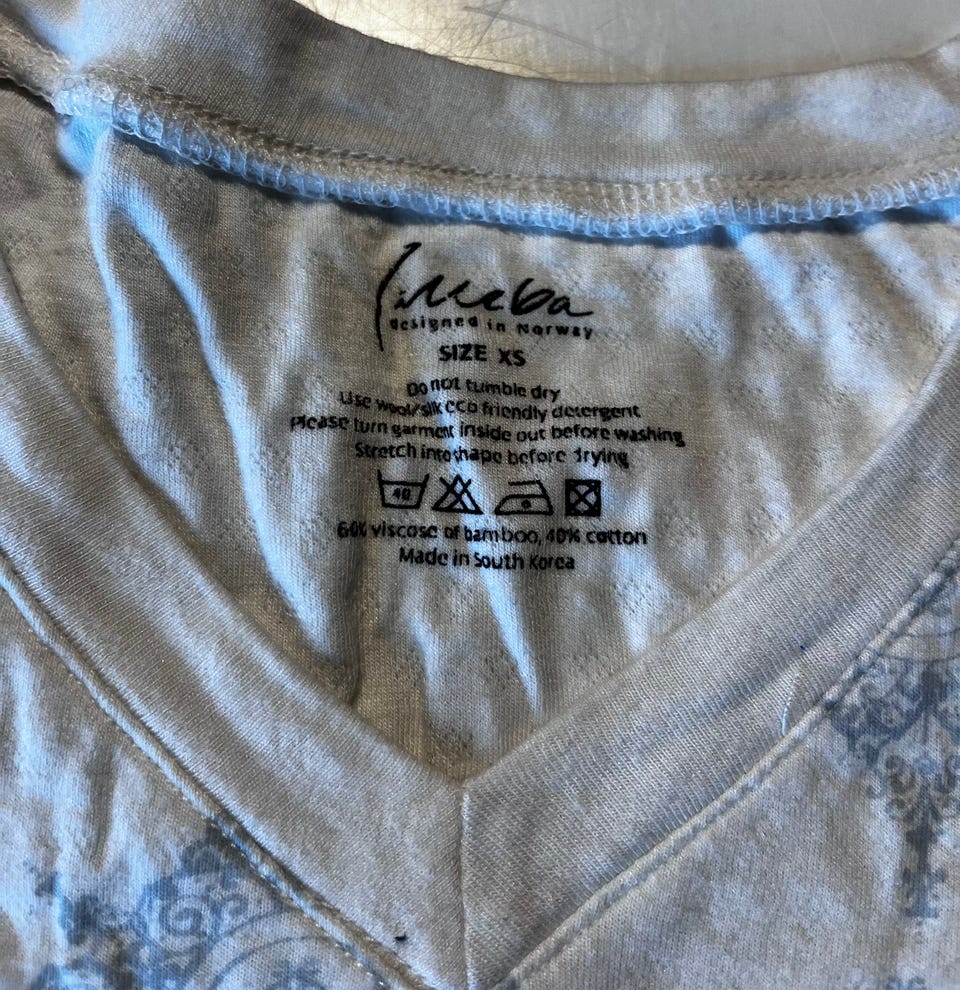 designed in Norway
SIZE XS
Do not tumble dry
Use wool/silk eco friendly detergent
Please turn garment inside out before washing
Stretch into shape before drying
40
60% viscose of bamboo, 40% cotton
Made in South Korea